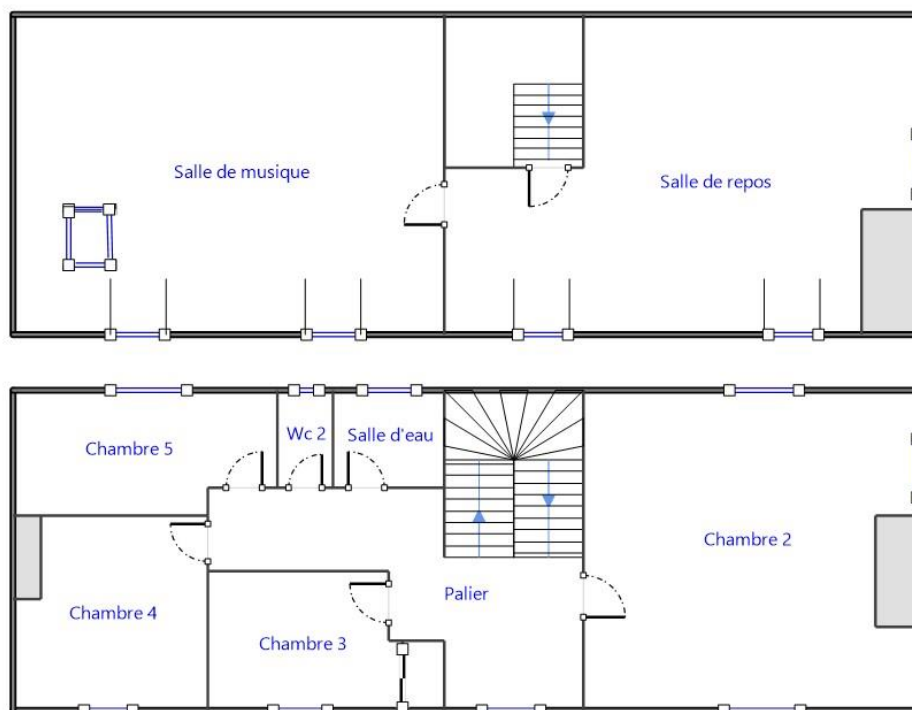 Salle de musique
Salle de repos
Chambre 5
Wc 2
Salle d'eau
Chambre 2
Palier
Chambre 4
Chambre 3